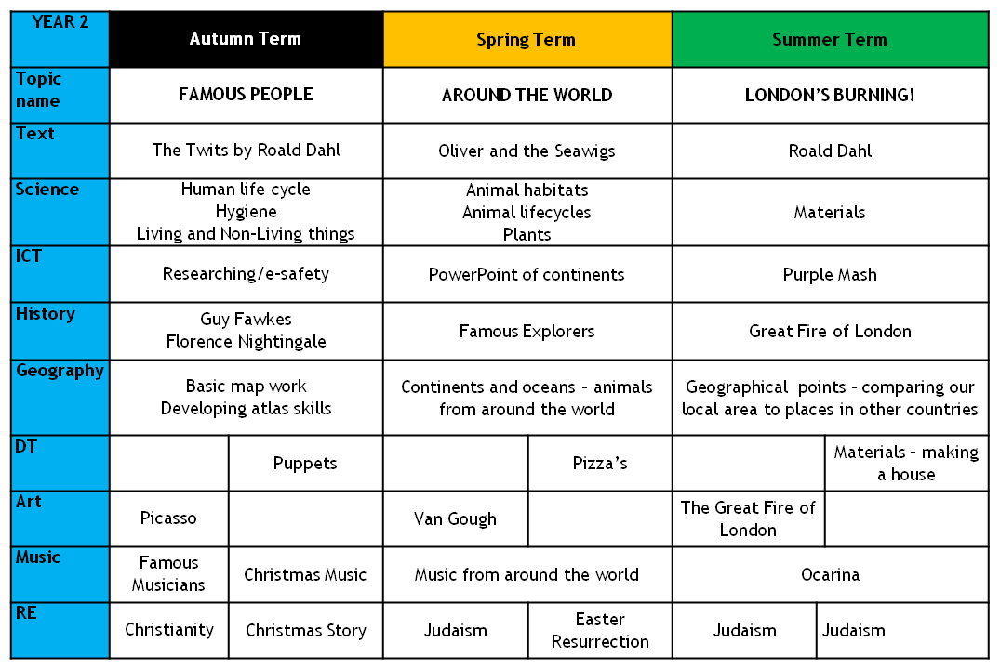 YEAR 2
Autumn Term
Spring Term
Summer Term
Topic
name
FAMOUS PEOPLE
AROUND THE WORLD
LONDON'S BURNING!
Text
The Twits by Roald Dahl
Oliver and the Seawigs
Roald Dahl
Science
Human life cycle
Hygiene
Living and Non-Living things
Animal habitats
Animal lifecycles
Plants
Materials
ICT
Researching/e-safety
PowerPoint of continents
Purple Mash
History
Guy Fawkes
Florence Nightingale
Famous Explorers
Great Fire of London
Geography
Basic map work
Developing atlas skills
Continents and oceans – animals
from around the world
Geographical points – comparing our
local area to places in other countries
DT
Puppets
Pizza's
Materials – making
a house
Art
Picasso
Van Gough
The Great Fire of
London
Music
Famous
Musicians
Christmas Music
Music from around the world
Ocarina
RE
Christianity
Christmas Story
Judaism
Easter
Resurrection
Judaism
Judaism